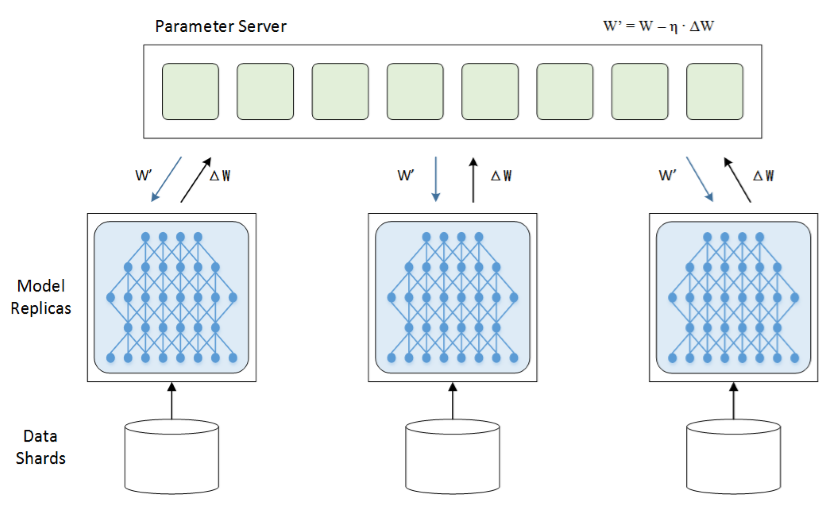 Parameter Server
W’ = W – η · ΔW
W’
ΔW
W’
ΔW
W’
ΔW
Model
Replicas
Data
Shards